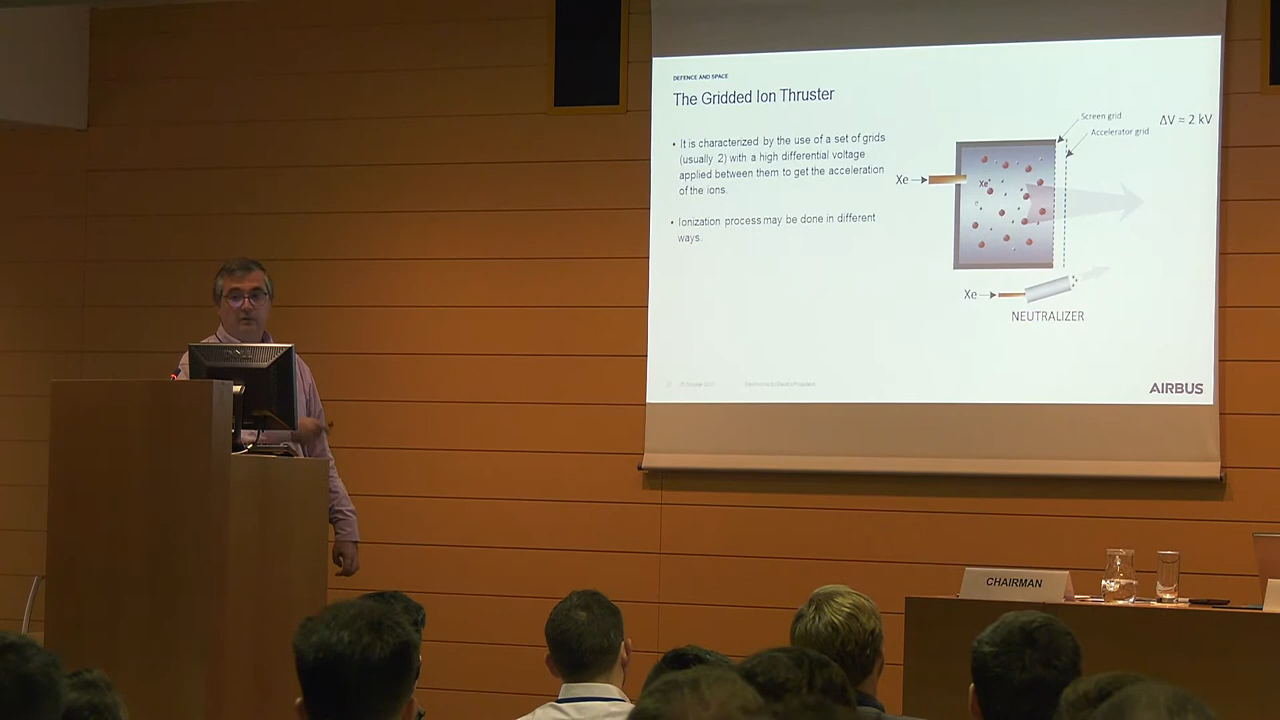 DEFENCE AND SPACE
The Gridded Ion Thruster
• It is characterized by the use of a set of grids
(usually 2) with a high differential voltage
applied between them to get the acceleration
of the ions.
• Ionization process may be done in different
ways.
Screen grid
Accelerator grid
ΔV = 2 kV
Xe
Xe⁺
e⁻
Xe
NEUTRALIZER
AIRBUS
DELL
CHAIRMAN